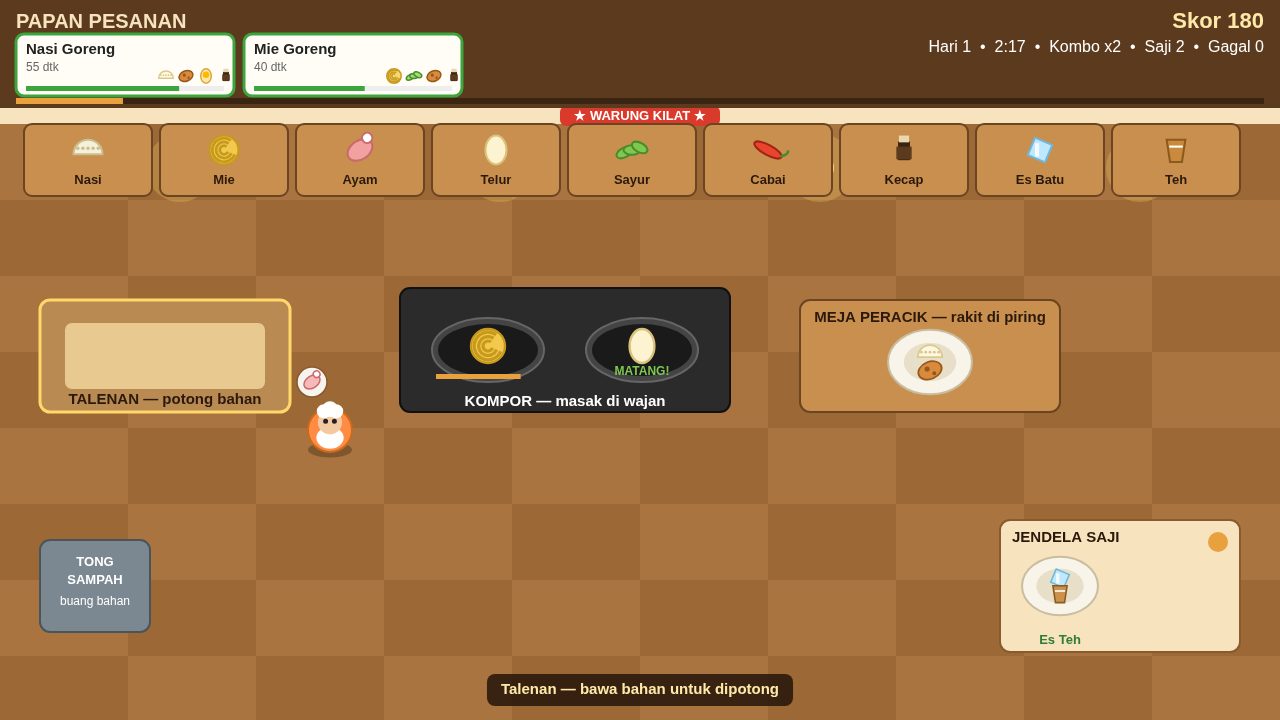 PAPAN PESANAN
Skor 180
Nasi Goreng
55 dtk
Mie Goreng
40 dtk
Hari 1 • 2:17 • Kombo x2 • Saji 2 • Gagal 0
★ WARUNG KILAT ★
Nasi
Mie
Ayam
Telur
Sayur
Cabai
Kecap
Es Batu
Teh
TALENAN — potong bahan
MATANG!
KOMPOR — masak di wajan
MEJA PERACIK — rakit di piring
TONG
SAMPAH
buang bahan
JENDELA SAJI
Es Teh
Talenan — bawa bahan untuk dipotong